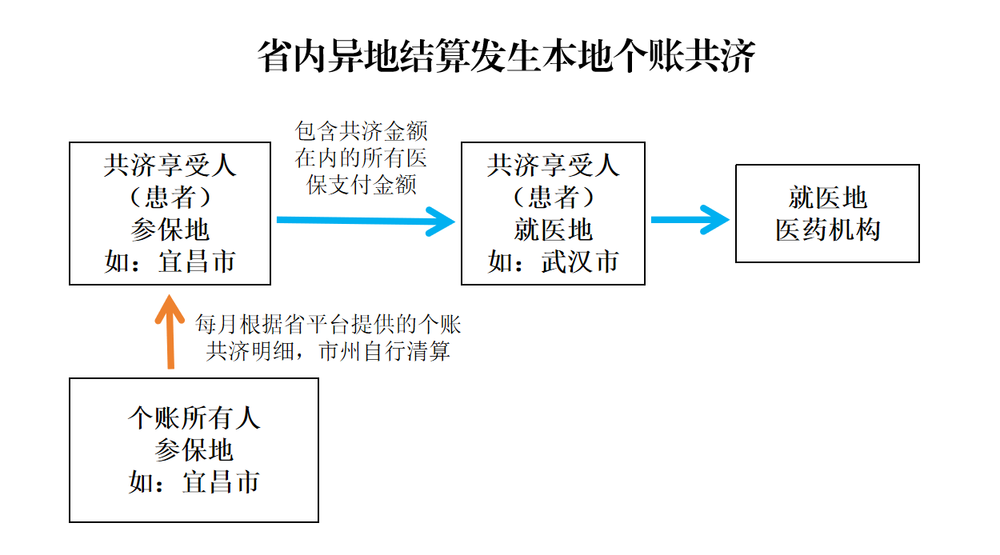 省内异地结算发生本地个账共济
包含共济金额
在内的所有医
保支付金额
共济享受人
（患者）
参保地
如：宜昌市
共济享受人
（患者）
就医地
如：武汉市
就医地
医药机构
每月根据省平台提供的个账
共济明细，市州自行清算
个账所有人
参保地
如：宜昌市